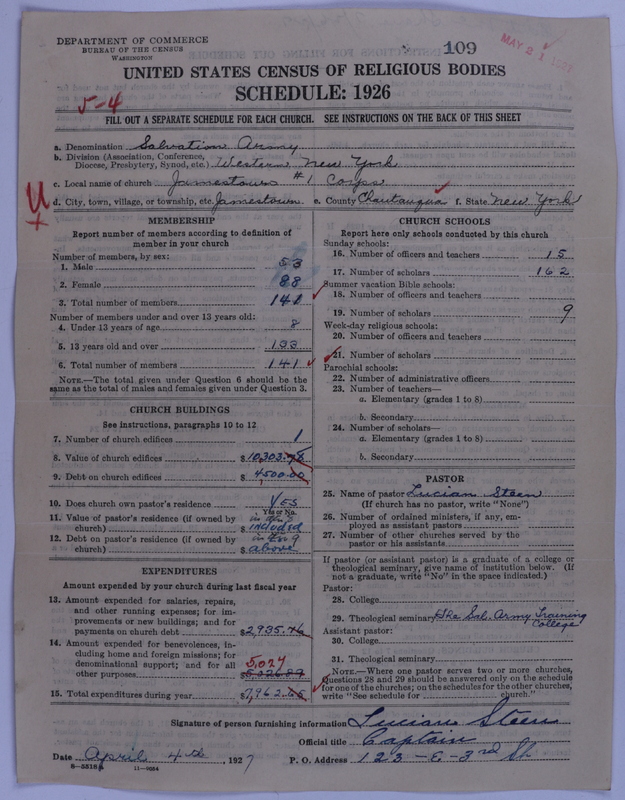 DEPARTMENT OF COMMERCE
BUREAU OF THE CENSUS
WASHINGTON
109
MAY 21 1927
UNITED STATES CENSUS OF RELIGIOUS BODIES
SCHEDULE: 1926
5-4
FILL OUT A SEPARATE SCHEDULE FOR EACH CHURCH. SEE INSTRUCTIONS ON THE BACK OF THIS SHEET
a. Denomination Salvation Army
b. Division (Association, Conference, Diocese, Presbytery, Synod, etc.) Western New York
c. Local name of church Jamestown #1 Corps
d. City, town, village, or township, etc. Jamestown. e. County Chautauqua f. State New York
MEMBERSHIP
Report number of members according to definition of
member in your church
Number of members, by sex:
1. Male 53
2. Female 88
3. Total number of members 141
Number of members under and over 13 years old:
4. Under 13 years of age 8
5. 13 years old and over 133
6. Total number of members 141
NOTE.—The total given under Question 6 should be the
same as the total of males and females given under Question 3.
CHURCH BUILDINGS
See instructions, paragraphs 10 to 12
7. Number of church edifices 1
8. Value of church edifices $10,303.
9. Debt on church edifices $4500.00
10. Does church own pastor's residence? Yes
Yes or No.
11. Value of pastor's residence (if owned by
church) $ included
12. Debt on pastor's residence (if owned by
church) $ above
EXPENDITURES
Amount expended by your church during last fiscal year
13. Amount expended for salaries, repairs,
and other running expenses; for im-
provements or new buildings; and for
payments on church debt $2,935.46
14. Amount expended for benevolences, in-
cluding home and foreign missions; for
denominational support; and for all
other purposes 5,027 $
15. Total expenditures during year $7,962.
CHURCH SCHOOLS
Report here only schools conducted by this church
Sunday schools:
16. Number of officers and teachers 15
17. Number of scholars 162
Summer vacation Bible schools:
18. Number of officers and teachers
19. Number of scholars 9
Week-day religious schools:
20. Number of officers and teachers
21. Number of scholars
Parochial schools:
22. Number of administrative officers
23. Number of teachers—
a. Elementary (grades 1 to 8)
b. Secondary
24. Number of scholars—
a. Elementary (grades 1 to 8)
b. Secondary
PASTOR
25. Name of pastor Lucian Steen
(If church has no pastor, write "None")
26. Number of ordained ministers, if any, em-
ployed as assistant pastors
27. Number of other churches served by the
pastor or his assistants
If pastor (or assistant pastor) is a graduate of a college or
theological seminary, give name of institution below. (If
not a graduate, write "No" in the space indicated.)
Pastor:
28. College
29. Theological seminary The Sal. Army Training College
Assistant pastor:
30. College
31. Theological seminary
NOTE.—Where one pastor serves two or more churches,
Questions 28 and 29 should be answered only on the schedule
for one of the churches; on the schedules for the other churches,
write "See schedule for church."
Signature of person furnishing information Lucian Steen
Official title Captain
Date April 4th, 1927 P. O. Address 123-E-3rd St.
8-5518a 11-9064